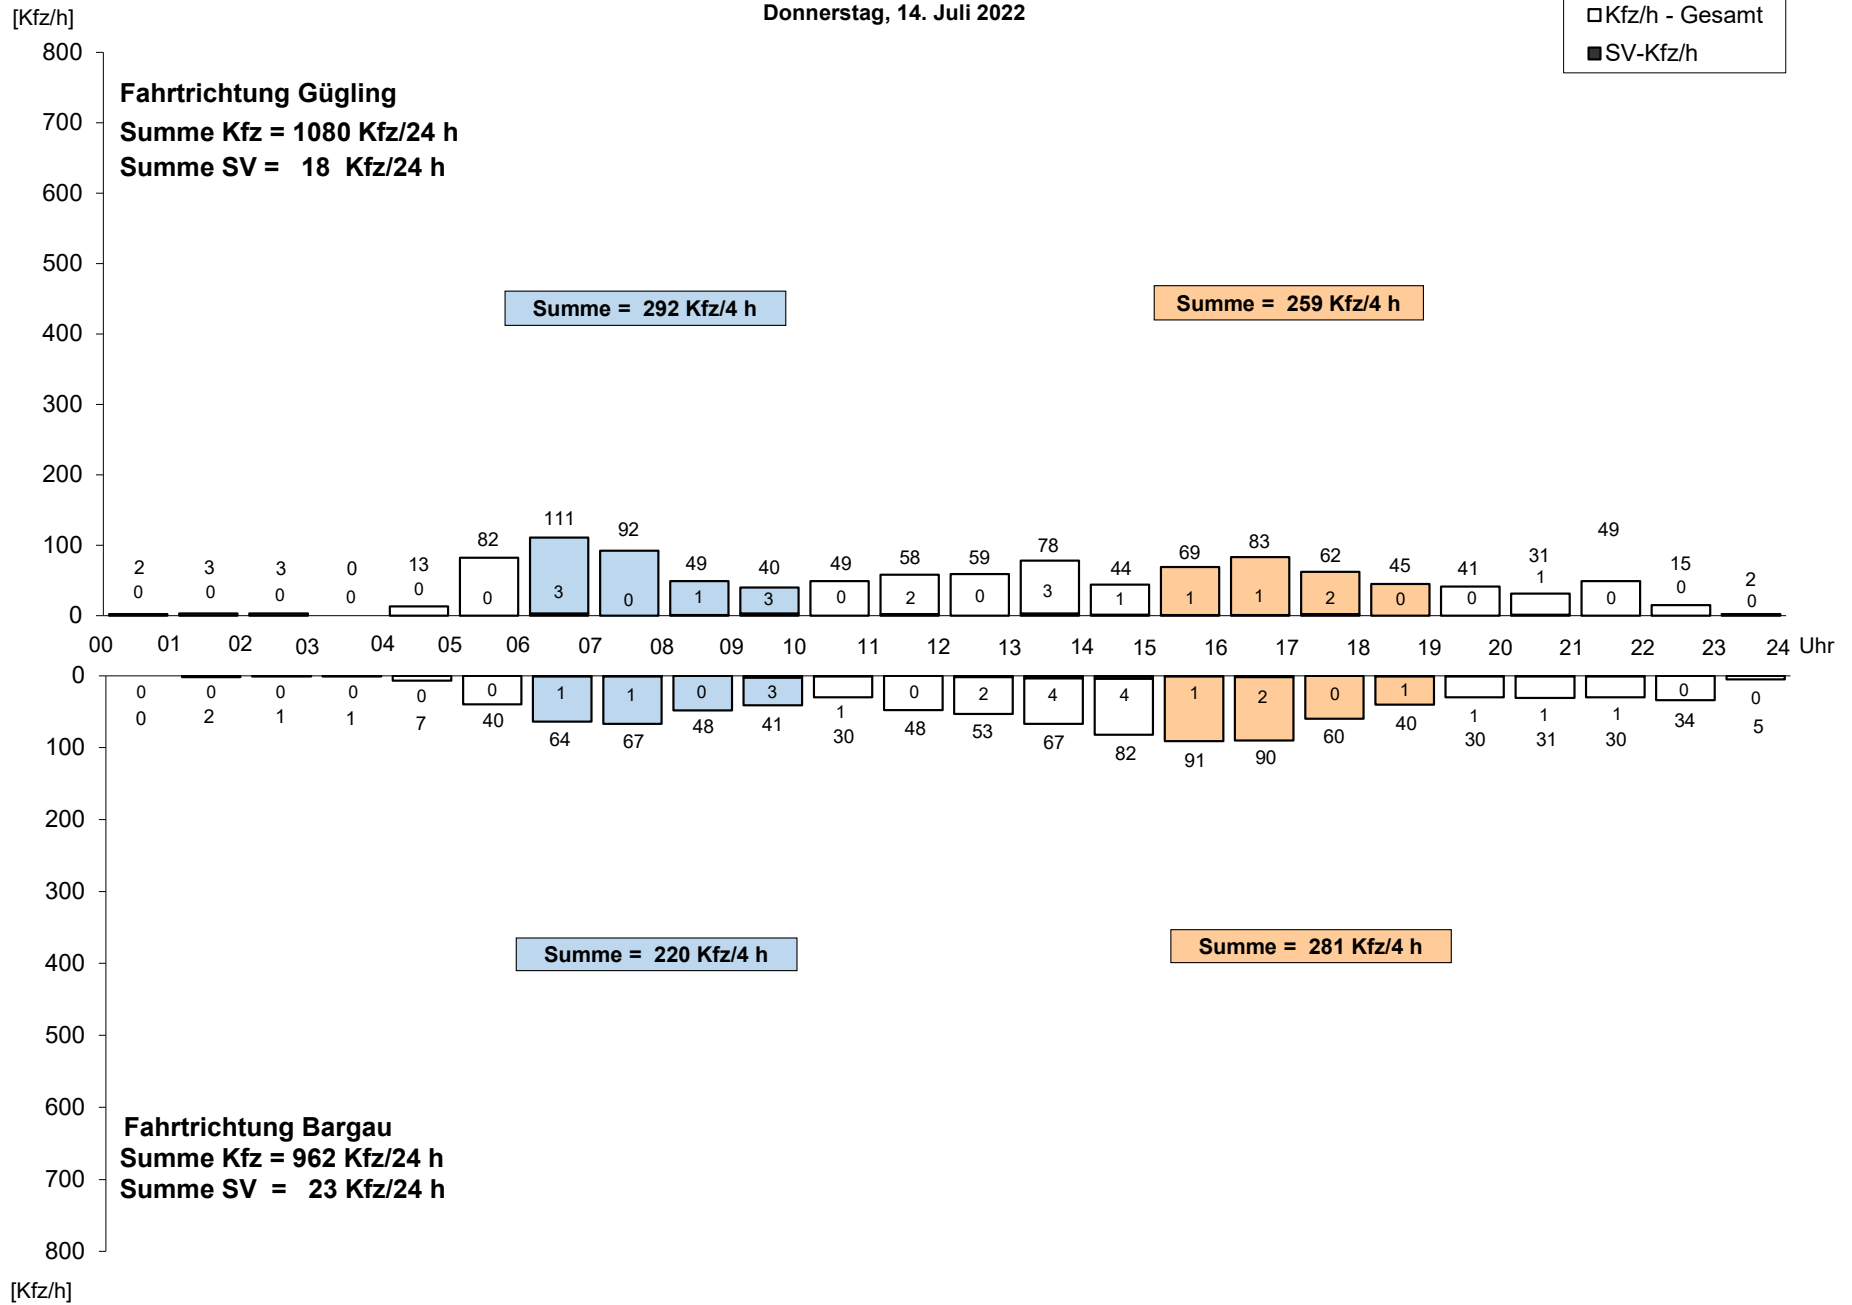 [Kfz/h]
Donnerstag, 14. Juli 2022
Kfz/h - Gesamt
SV-Kfz/h
800
Fahrtrichtung Gügling
700
Summe Kfz = 1080 Kfz/24 h
Summe SV = 18 Kfz/24 h
600
500
Summe = 292 Kfz/4 h
Summe = 259 Kfz/4 h
400
300
200
100
0
2 3 3 0 13 82 111 92 49 40 49 58 59 78 44 69 83 62 45 41 31 49 15 2
0 0 0 0 0 0 3 0 1 3 0 2 0 3 1 1 1 2 0 0 1 0 0 0
00 01 02 03 04 05 06 07 08 09 10 11 12 13 14 15 16 17 18 19 20 21 22 23 24 Uhr
0
0 0 0 0 0 0 1 1 0 3 1 0 2 4 4 1 2 0 1 1 1 1 0 0
0 2 1 1 7 40 64 67 48 41 30 48 53 67 82 91 90 60 40 30 31 30 34 5
100
200
300
Summe = 220 Kfz/4 h
Summe = 281 Kfz/4 h
400
500
600
Fahrtrichtung Bargau
Summe Kfz = 962 Kfz/24 h
700
Summe SV = 23 Kfz/24 h
800
[Kfz/h]